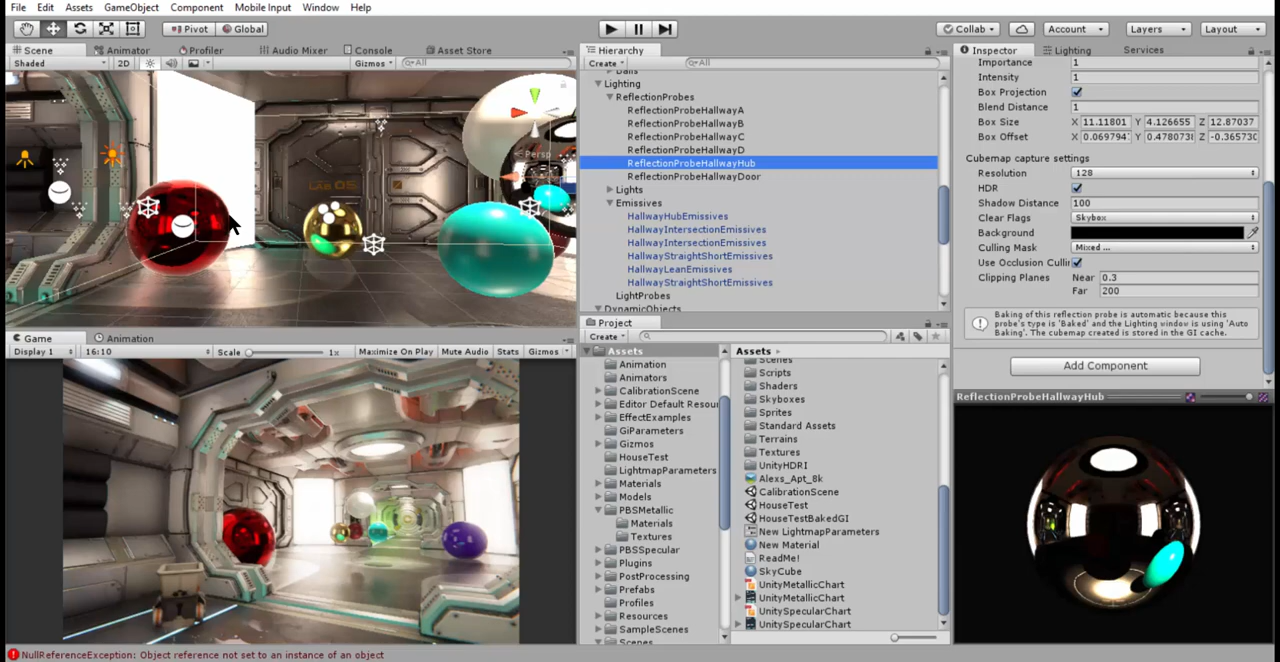 File Edit Assets GameObject Component Mobile Input Window Help
Pivot Global
Collab Account Layers Layout
Scene Animator Profiler Audio Mixer Console Asset Store
Shaded 2D Gizmos All
Persp
LAB 05
Game Animation
Display 1 16:10 Scale 1x Maximize On Play Mute Audio Stats Gizmos
Hierarchy
Create All
Balls
Lighting
ReflectionProbes
ReflectionProbeHallwayA
ReflectionProbeHallwayB
ReflectionProbeHallwayC
ReflectionProbeHallwayD
ReflectionProbeHallwayHub
ReflectionProbeHallwayDoor
Lights
Emissives
HallwayHubEmissives
HallwayIntersectionEmissives
HallwayIntersectionEmissives
HallwayStraightShortEmissives
HallwayLeanEmissives
HallwayStraightShortEmissives
LightProbes
DynamicObjects
Project
Create
Assets
Animation
Animators
CalibrationScene
Editor Default Resour
EffectExamples
GiParameters
Gizmos
HouseTest
LightmapParameters
Materials
Models
PBSMetallic
Materials
Textures
PBSSpecular
Plugins
PostProcessing
Prefabs
Profiles
Resources
SampleScenes
Scenes
Assets
Scenes
Scripts
Shaders
Skyboxes
Sprites
Standard Assets
Terrains
Textures
UnityHDRI
Alexs_Apt_8k
CalibrationScene
HouseTest
HouseTestBakedGI
New LightmapParameters
New Material
ReadMe!
SkyCube
UnityMetallicChart
UnityMetallicChart
UnitySpecularChart
UnitySpecularChart
Inspector Lighting Services
Importance 1
Intensity 1
Box Projection
Blend Distance 1
Box Size X 11.11801 Y 4.126655 Z 12.87037
Box Offset X 0.069794 Y 0.478073 Z -0.365730
Cubemap capture settings
Resolution 128
HDR
Shadow Distance 100
Clear Flags Skybox
Background
Culling Mask Mixed ...
Use Occlusion Culli
Clipping Planes Near 0.3
Far 200
Baking of this reflection probe is automatic because this
probe's type is 'Baked' and the Lighting window is using 'Auto
Baking'. The cubemap created is stored in the GI cache.
Add Component
ReflectionProbeHallwayHub
NullReferenceException: Object reference not set to an instance of an object